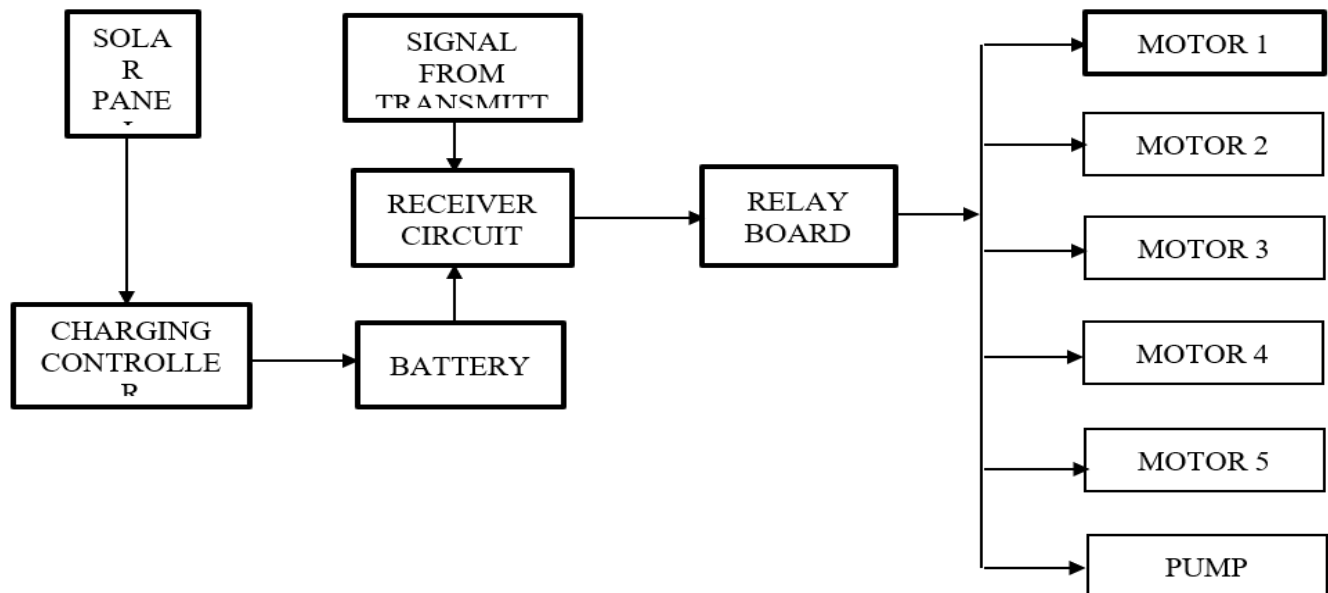 SOLA
R
PANE
SIGNAL
FROM
TRANSMITT
MOTOR 1
MOTOR 2
RECEIVER
CIRCUIT
RELAY
BOARD
MOTOR 3
CHARGING
CONTROLLE
R
BATTERY
MOTOR 4
MOTOR 5
PUMP